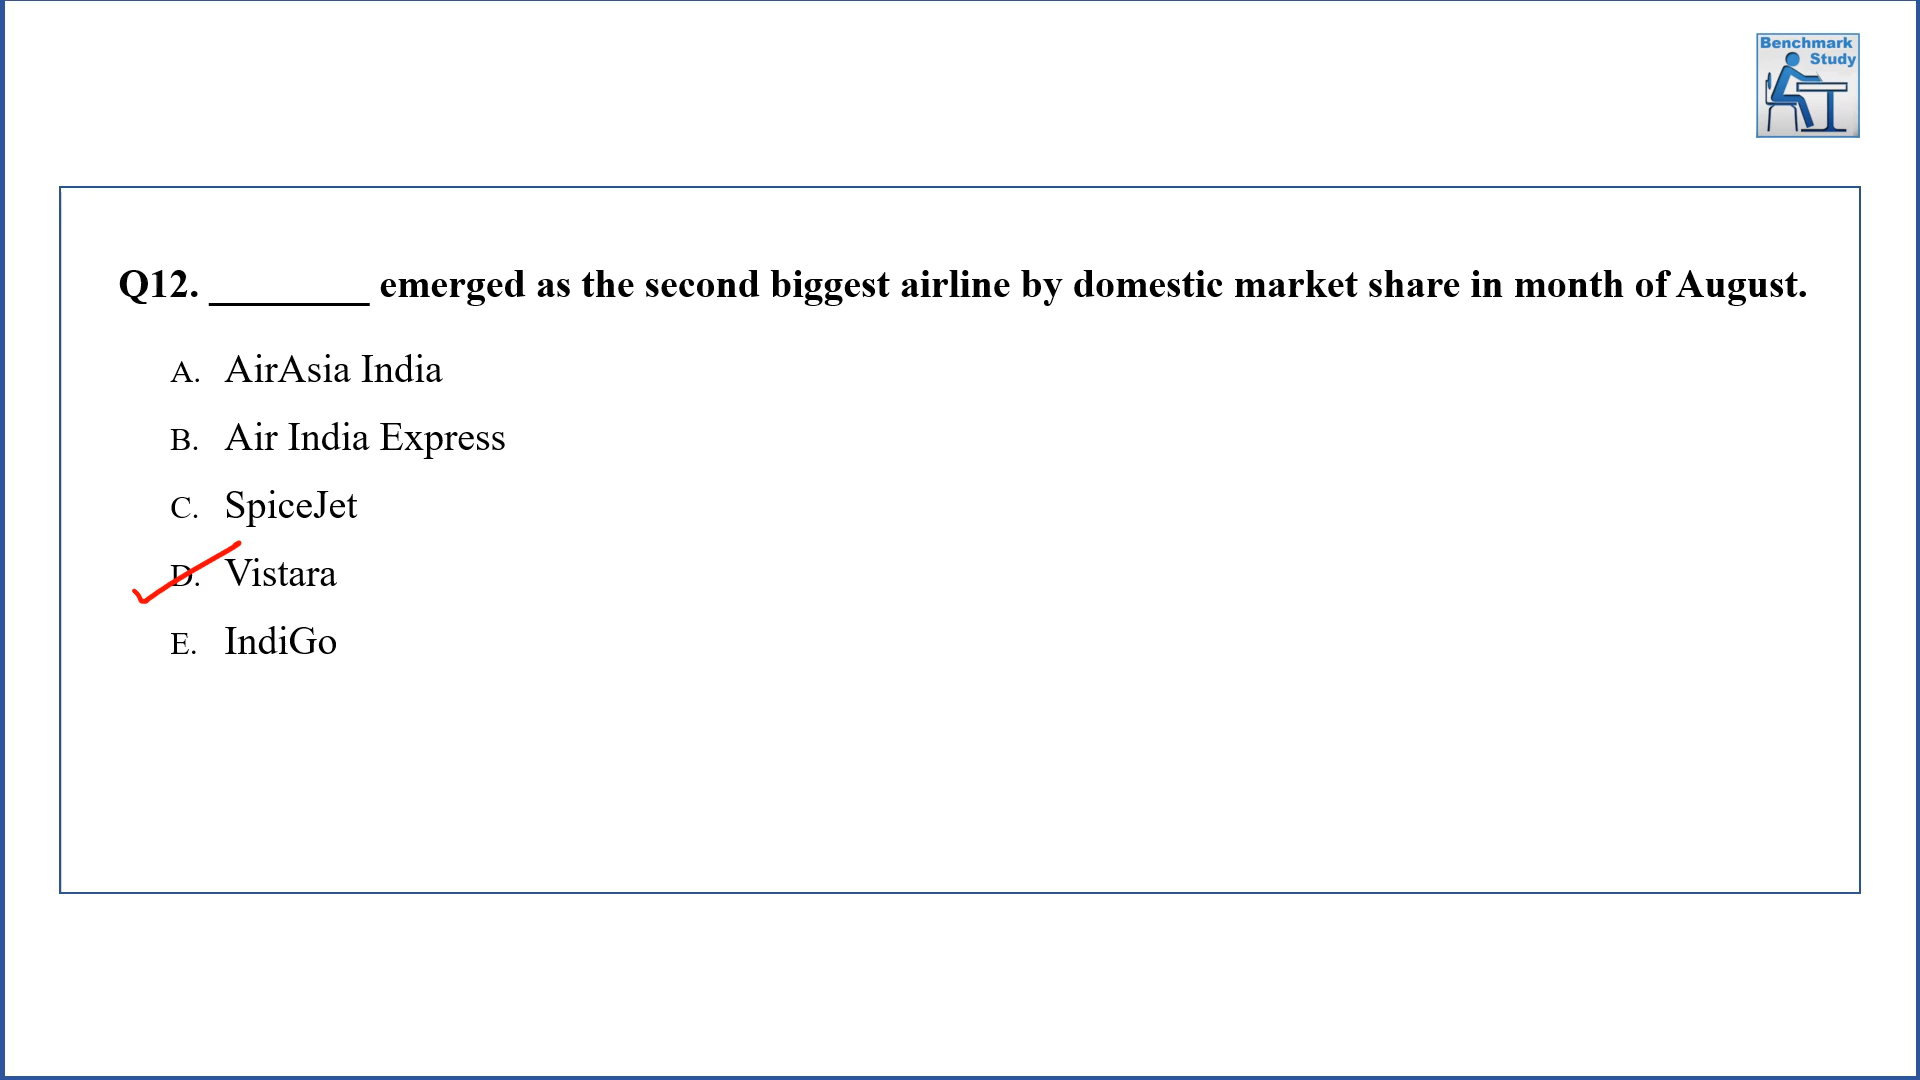 Benchmark
Study
Q12. ________ emerged as the second biggest airline by domestic market share in month of August.
A. AirAsia India
B. Air India Express
C. SpiceJet
D. Vistara
E. IndiGo